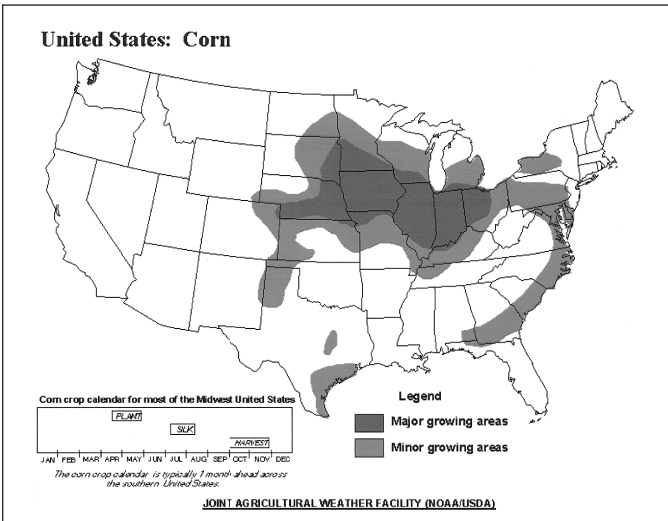 United States: Corn
Corn crop calendar for most of the Midwest United States
PLANT
SILK
HARVEST
JAN FEB MAR APR MAY JUN JUL AUG SEP OCT NOV DEC
The corn crop calendar is typically 1 month ahead across
the southern United States.
Legend
Major growing areas
Minor growing areas
JOINT AGRICULTURAL WEATHER FACILITY (NOAA/USDA)